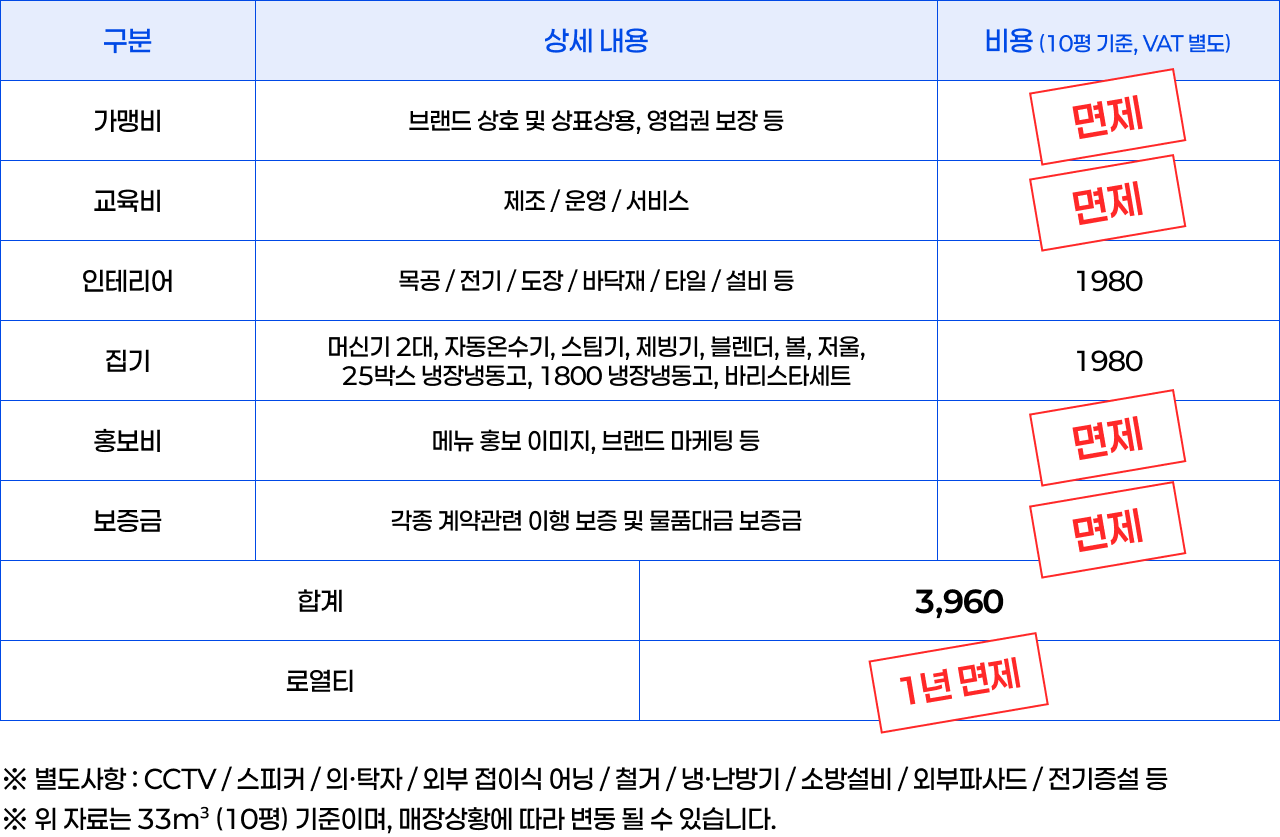 구분 상세 내용 비용 (10평 기준, VAT 별도)
가맹비 브랜드 상호 및 상표상용, 영업권 보장 등 면제
교육비 제조 / 운영 / 서비스 면제
인테리어 목공 / 전기 / 도장 / 바닥재 / 타일 / 설비 등 1980
집기 머신기 2대, 자동온수기, 스팀기, 제빙기, 블렌더, 볼, 저울,
25박스 냉장냉동고, 1800 냉장냉동고, 바리스타세트 1980
홍보비 메뉴 홍보 이미지, 브랜드 마케팅 등 면제
보증금 각종 계약관련 이행 보증 및 물품대금 보증금 면제
합계 3,960
로열티 1년 면제
※ 별도사항 : CCTV / 스피커 / 의·탁자 / 외부 접이식 어닝 / 철거 / 냉·난방기 / 소방설비 / 외부파사드 / 전기증설 등
※ 위 자료는 33m³ (10평) 기준이며, 매장상황에 따라 변동 될 수 있습니다.